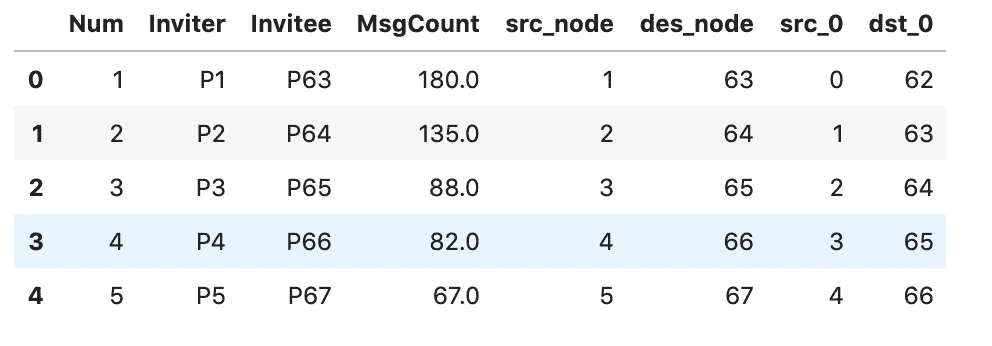 Num Inviter Invitee MsgCount src_node des_node src_0 dst_0
0 1 P1 P63 180.0 1 63 0 62
1 2 P2 P64 135.0 2 64 1 63
2 3 P3 P65 88.0 3 65 2 64
3 4 P4 P66 82.0 4 66 3 65
4 5 P5 P67 67.0 5 67 4 66